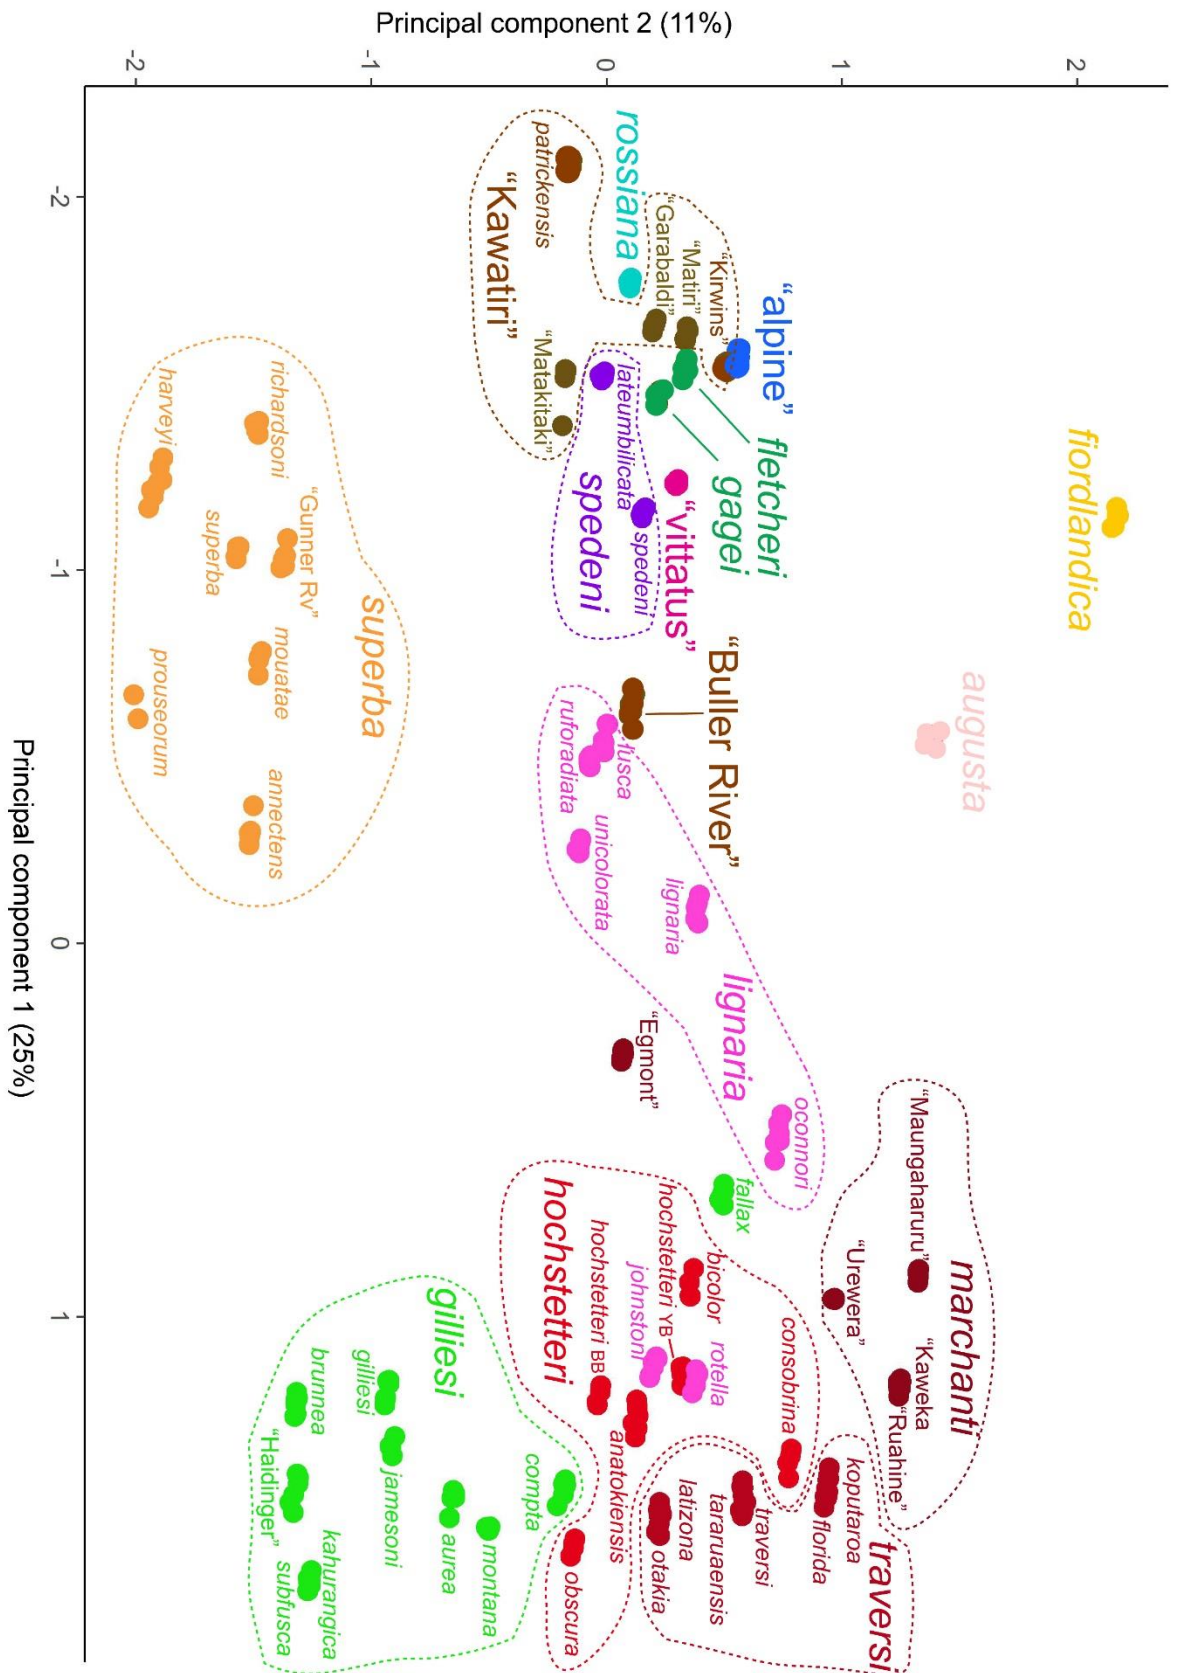 Principal component 2 (11%)
-2
-1
0
1
2
-2
-1
0
1
Principal component 1 (25%)
fiordlandica
augusta
"alpine"
"Kirwins"
"Matiri"
"Garabaldi"
rossiana
patrickensis
"Kawatiri"
"Matakitaki"
fletcheri
gagei
"vittatus"
lateumbilicata
spedeni
spedeni
"Buller River"
richardsoni
harveyi
"Gunner Rv"
superba
superba
mouatae
prouseorum
annectens
fusca
ruforadiata
unicolorata
lignaria
lignaria
oconnori
"Egmont"
fallax
"Maungaharuru"
marchanti
"Urewera"
"Kaweka
"Ruahine"
hochstetteri
bicolor
hochstetteri YB
johnstoni
hochstetteri BB
rotella
consobrina
anatokiensis
obscura
koputaroa
florida
traversi
traversi
tararuaensis
latizona
otakia
gilliesi
gilliesi
brunnea
jamesoni
"Haidinger"
compta
montana
aurea
kahurangica
subfusca